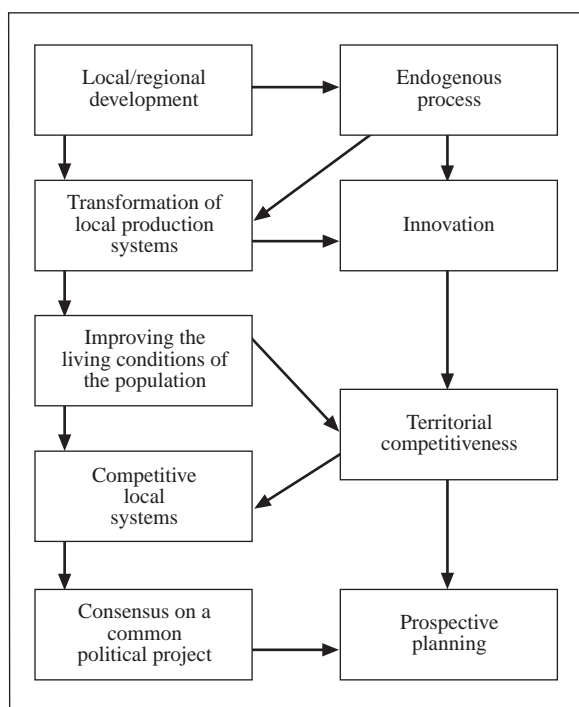 Local/regional
development
Endogenous
process
Transformation of
local production
systems
Innovation
Improving the
living conditions of
the population
Territorial
competitiveness
Competitive
local
systems
Consensus on a
common
political project
Prospective
planning